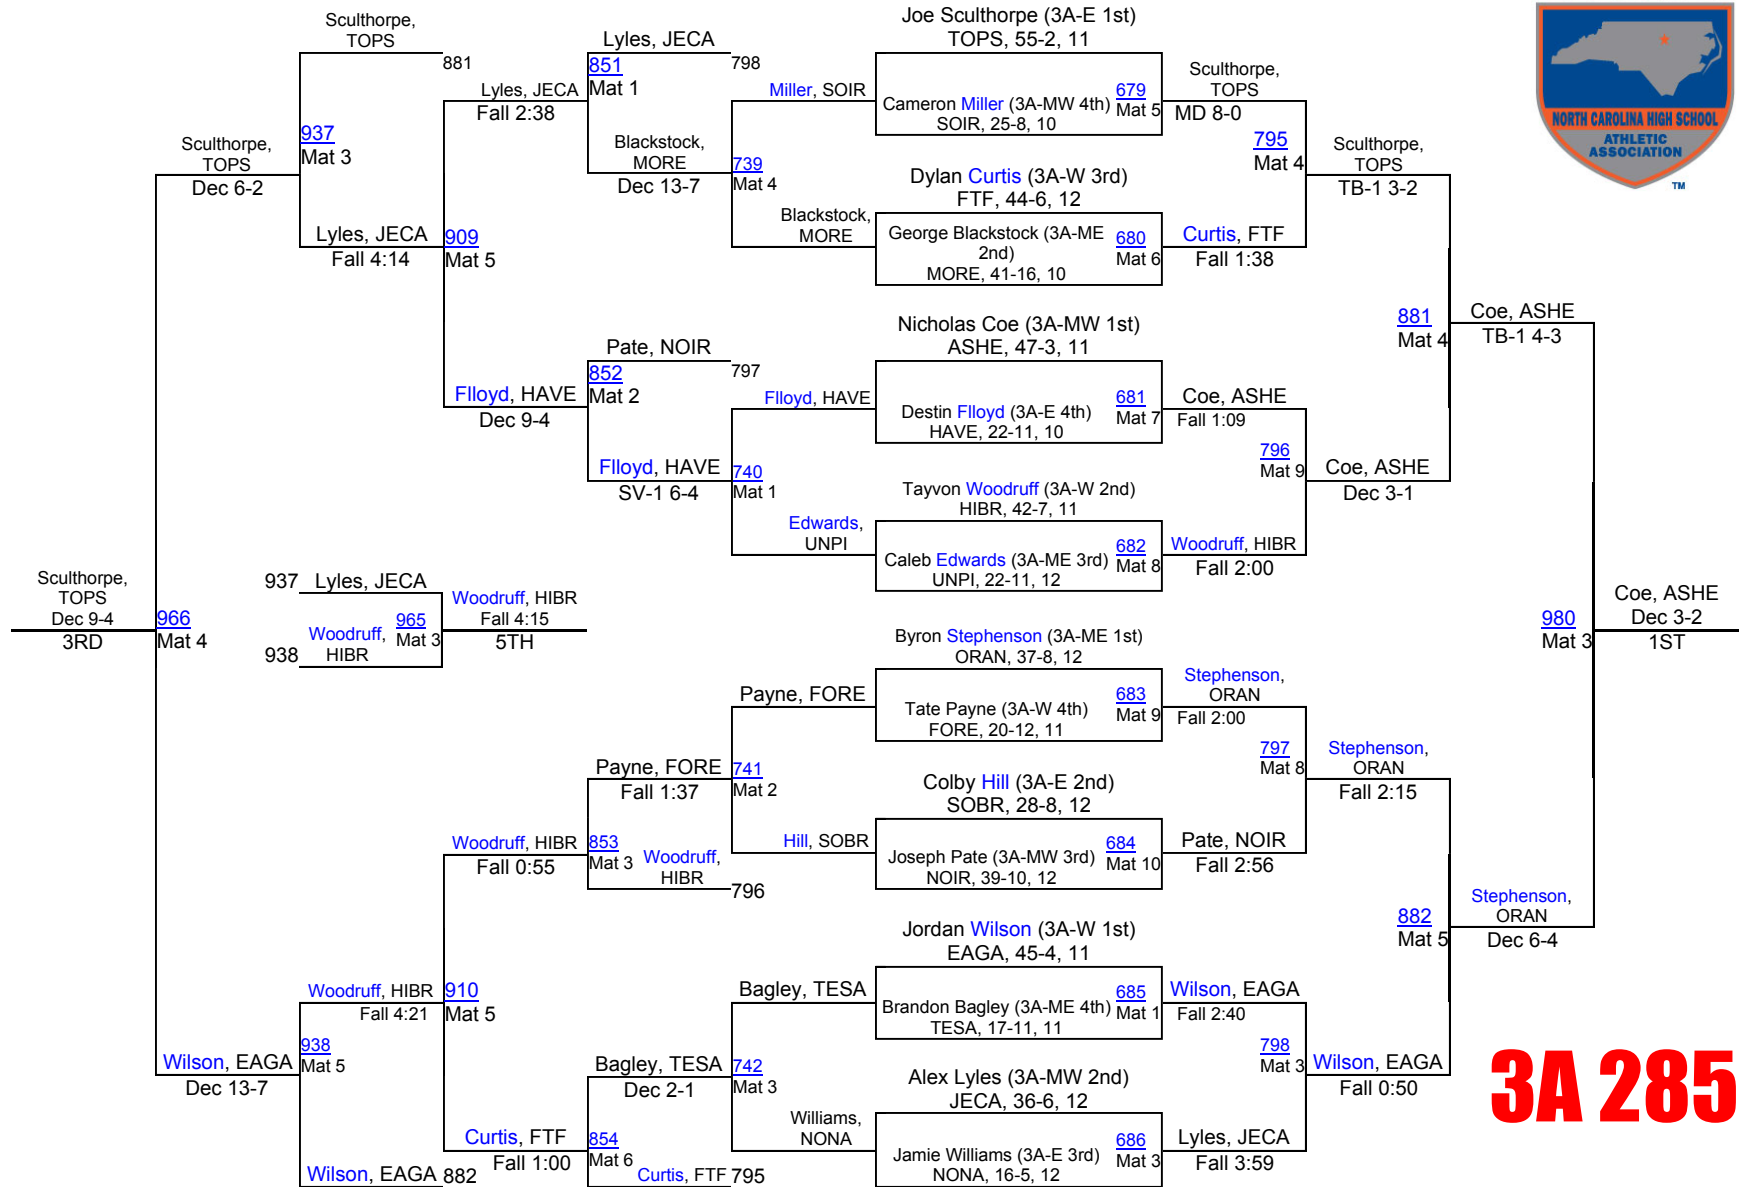 Joe Sculthorpe (3A-E 1st)
TOPS, 55-2, 11
Cameron Miller (3A-MW 4th)
SOIR, 25-8, 10
679
Mat 5
Dylan Curtis (3A-W 3rd)
FTF, 44-6, 12
George Blackstock (3A-ME
2nd)
MORE, 41-16, 10
680
Mat 6
Nicholas Coe (3A-MW 1st)
ASHE, 47-3, 11
Destin Flloyd (3A-E 4th)
HAVE, 22-11, 10
681
Mat 7
Tayvon Woodruff (3A-W 2nd)
HIBR, 42-7, 11
Caleb Edwards (3A-ME 3rd)
UNPI, 22-11, 12
682
Mat 8
Byron Stephenson (3A-ME 1st)
ORAN, 37-8, 12
Tate Payne (3A-W 4th)
FORE, 20-12, 11
683
Mat 9
Colby Hill (3A-E 2nd)
SOBR, 28-8, 12
Joseph Pate (3A-MW 3rd)
NOIR, 39-10, 12
684
Mat 10
Jordan Wilson (3A-W 1st)
EAGA, 45-4, 11
Brandon Bagley (3A-ME 4th)
TESA, 17-11, 11
685
Mat 1
Alex Lyles (3A-MW 2nd)
JECA, 36-6, 12
Jamie Williams (3A-E 3rd)
NONA, 16-5, 12
686
Mat 3
Sculthorpe,
TOPS
MD 8-0
795
Mat 4
Curtis, FTF
Fall 1:38
Coe, ASHE
Fall 1:09
796
Mat 9
Woodruff, HIBR
Fall 2:00
Stephenson,
ORAN
Fall 2:00
797
Mat 8
Pate, NOIR
Fall 2:56
Wilson, EAGA
Fall 2:40
798
Mat 3
Lyles, JECA
Fall 3:59
Sculthorpe,
TOPS
TB-1 3-2
881
Mat 4
Coe, ASHE
Dec 3-1
Stephenson,
ORAN
Fall 2:15
882
Mat 5
Wilson, EAGA
Fall 0:50
Coe, ASHE
TB-1 4-3
980
Mat 3
Stephenson,
ORAN
Dec 6-4
Coe, ASHE
Dec 3-2
1ST
Miller, SOIR
739
Mat 4
Blackstock,
MORE
Flloyd, HAVE
740
Mat 1
Edwards,
UNPI
Payne, FORE
741
Mat 2
Hill, SOBR
Bagley, TESA
742
Mat 3
Williams,
NONA
Lyles, JECA
798
851
Mat 1
Blackstock,
MORE
Dec 13-7
Pate, NOIR
797
852
Mat 2
Flloyd, HAVE
SV-1 6-4
Payne, FORE
Fall 1:37
853
Mat 3
Woodruff,
HIBR
796
Bagley, TESA
Dec 2-1
854
Mat 6
Curtis, FTF
795
Lyles, JECA
Fall 2:38
909
Mat 5
Flloyd, HAVE
Dec 9-4
Woodruff, HIBR
Fall 0:55
910
Mat 5
Curtis, FTF
Fall 1:00
Sculthorpe,
TOPS
881
937
Mat 3
Lyles, JECA
Fall 4:14
Woodruff, HIBR
Fall 4:21
938
Mat 5
Wilson, EAGA
882
Sculthorpe,
TOPS
Dec 6-2
966
Mat 4
Wilson, EAGA
Dec 13-7
Sculthorpe,
TOPS
Dec 9-4
3RD
937
Lyles, JECA
965
Mat 3
Woodruff,
HIBR
938
Woodruff, HIBR
Fall 4:15
5TH
NORTH CAROLINA HIGH SCHOOL
ATHLETIC
ASSOCIATION
TM
3A 285